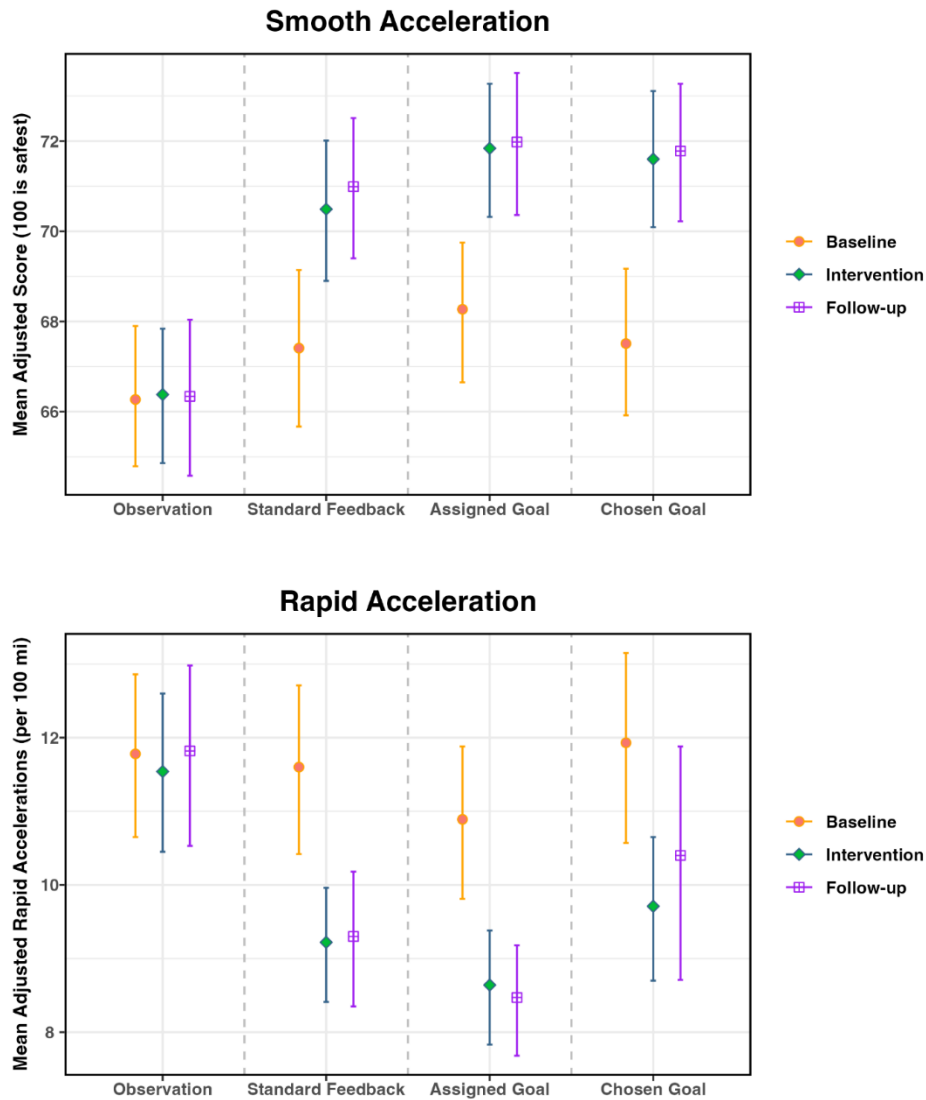 Smooth Acceleration
Mean Adjusted Score (100 is safest)
72
70
68
66
Observation
Standard Feedback
Assigned Goal
Chosen Goal
Baseline
Intervention
Follow-up
Rapid Acceleration
Mean Adjusted Rapid Accelerations (per 100 mi)
12
10
8
Observation
Standard Feedback
Assigned Goal
Chosen Goal
Baseline
Intervention
Follow-up